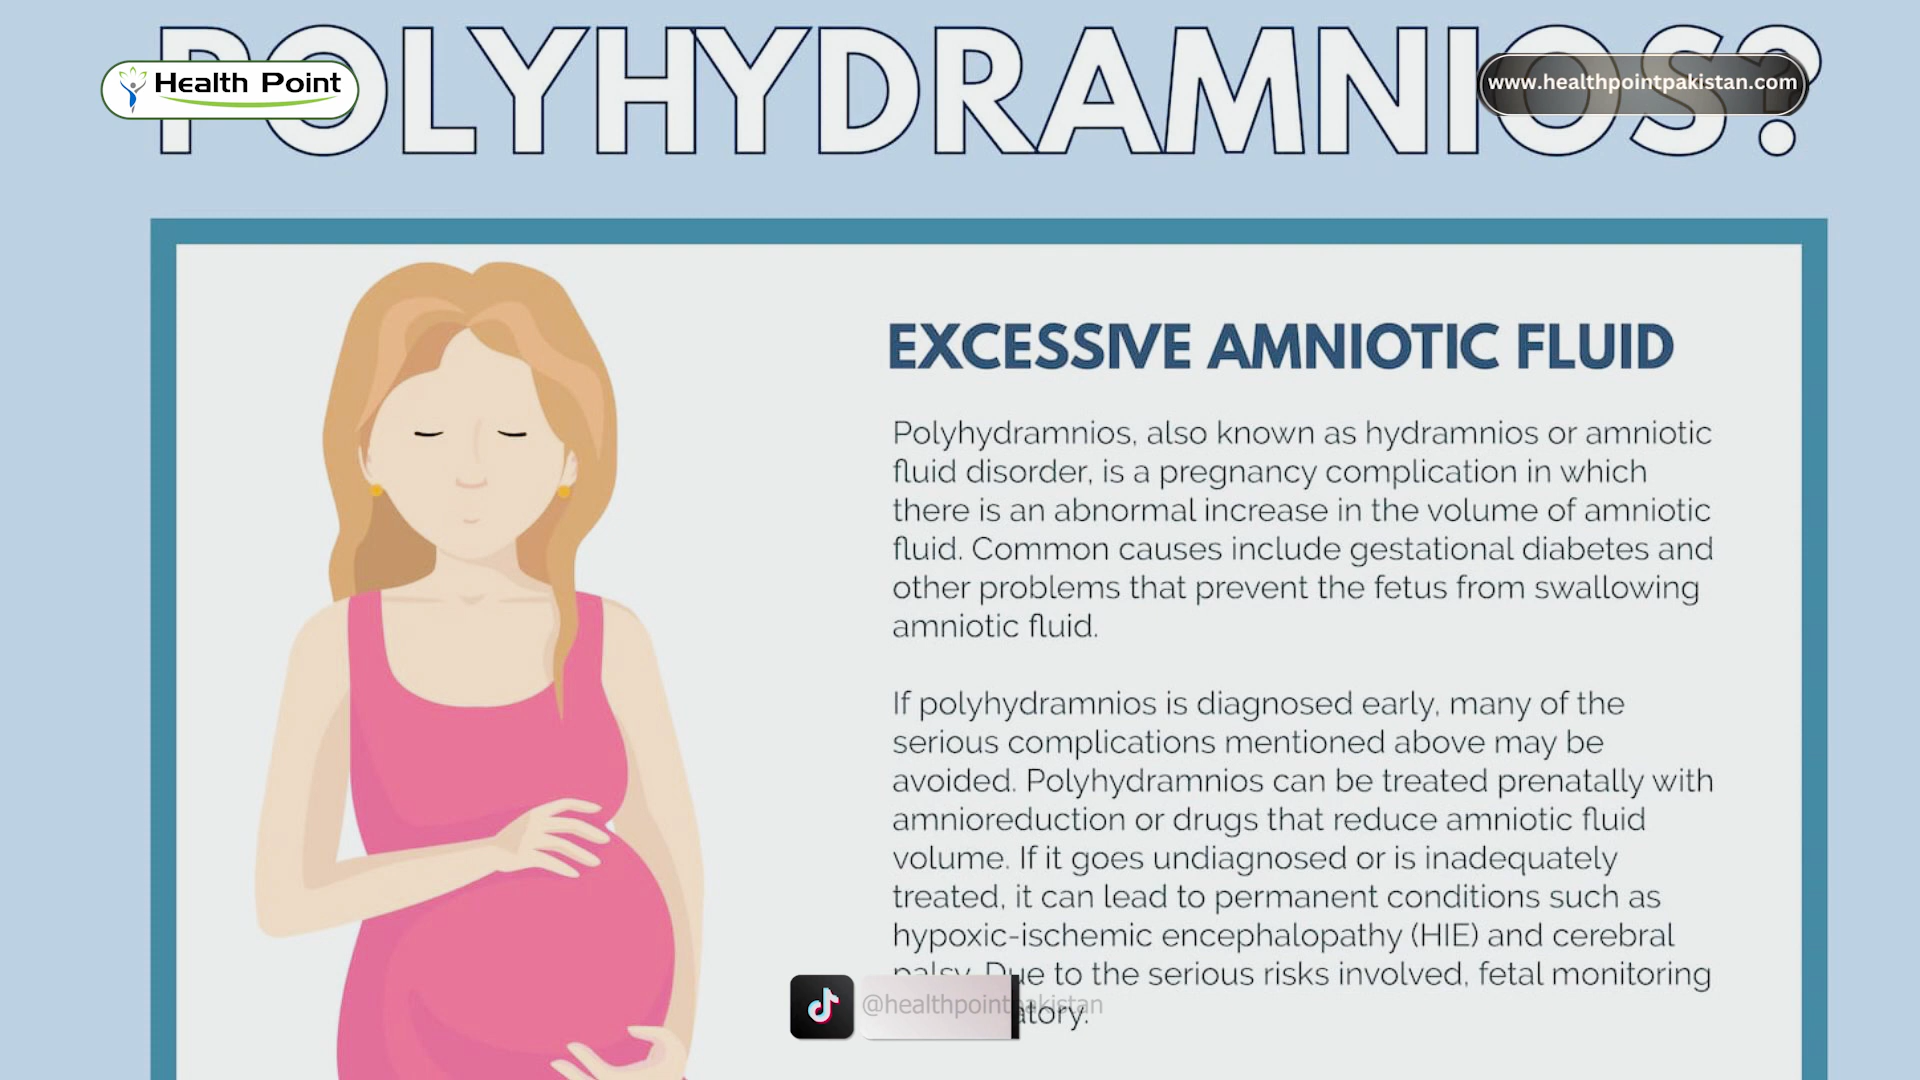 POLYHYDRAMNIOS?
Health Point
www.healthpointpakistan.com
EXCESSIVE AMNIOTIC FLUID
Polyhydramnios, also known as hydramnios or amniotic
fluid disorder, is a pregnancy complication in which
there is an abnormal increase in the volume of amniotic
fluid. Common causes include gestational diabetes and
other problems that prevent the fetus from swallowing
amniotic fluid.
If polyhydramnios is diagnosed early, many of the
serious complications mentioned above may be
avoided. Polyhydramnios can be treated prenatally with
amnioreduction or drugs that reduce amniotic fluid
volume. If it goes undiagnosed or is inadequately
treated, it can lead to permanent conditions such as
hypoxic-ischemic encephalopathy (HIE) and cerebral
palsy. Due to the serious risks involved, fetal monitoring
@healthpointpakistan